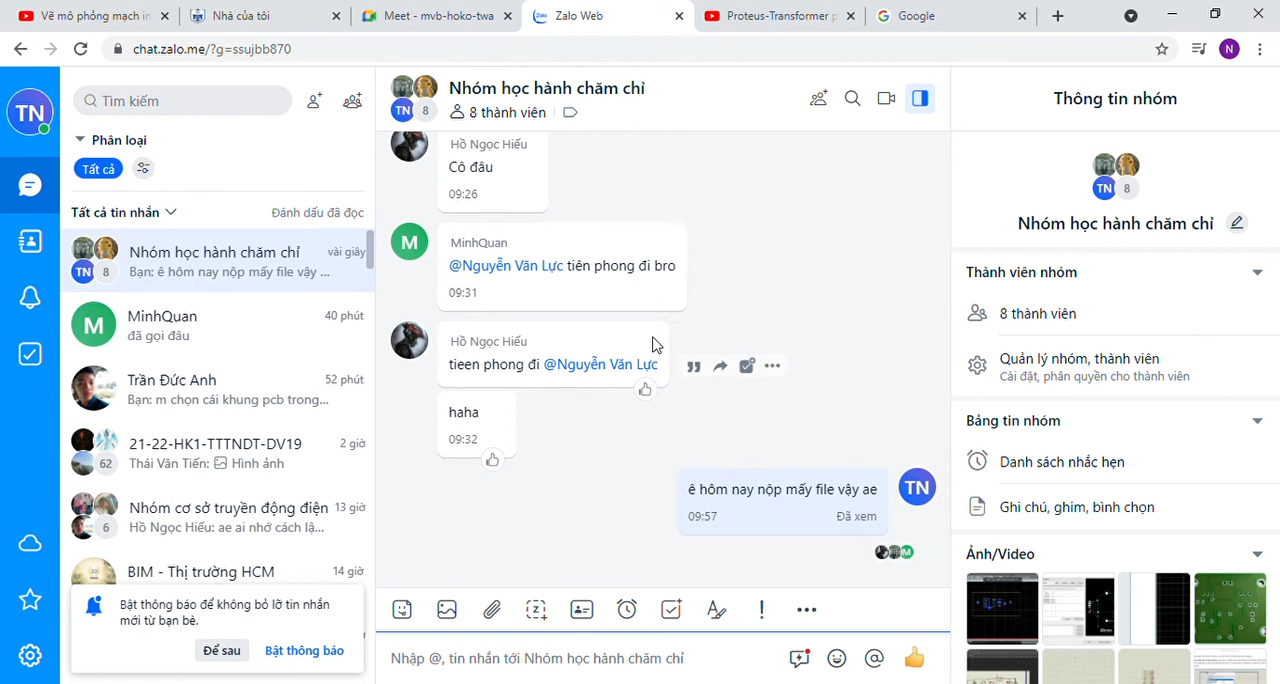 Vẽ mô phỏng mạch in
Nhà của tôi
Meet - mvb-hoko-twa
Zalo Web
Proteus-Transformer p
Google
chat.zalo.me/?g=ssujbb870
N
TN
Tìm kiếm
Phân loại
Tất cả
Tất cả tin nhắn
Đánh dấu đã đọc
Nhóm học hành chăm chỉ
vài giây
TN
8
Bạn: ê hôm nay nộp mấy file vậy ...
M
MinhQuan
40 phút
đã gọi đâu
Trần Đức Anh
52 phút
Bạn: m chọn cái khung pcb trong...
21-22-HK1-TTTNDT-DV19
2 giờ
62
Thái Văn Tiến: Hình ảnh
Nhóm cơ sở truyền động điện
13 giờ
6
Hồ Ngọc Hiếu: ae ai nhớ cách lậ...
BIM - Thị trường HCM
14 giờ
Bật thông báo để không bỏ lỡ tin nhắn
mới từ bạn bè.
Để sau
Bật thông báo
TN
8
Nhóm học hành chăm chỉ
8 thành viên
Hồ Ngọc Hiếu
Cô đâu
09:26
M
MinhQuan
@Nguyễn Văn Lực tiên phong đi bro
09:31
Hồ Ngọc Hiếu
tieen phong đi @Nguyễn Văn Lực
haha
09:32
ê hôm nay nộp mấy file vậy ae
09:57
Đã xem
TN
M
Nhập @, tin nhắn tới Nhóm học hành chăm chỉ
Thông tin nhóm
TN
8
Nhóm học hành chăm chỉ
Thành viên nhóm
8 thành viên
Quản lý nhóm, thành viên
Cài đặt, phân quyền cho thành viên
Bảng tin nhóm
Danh sách nhắc hẹn
Ghi chú, ghim, bình chọn
Ảnh/Video